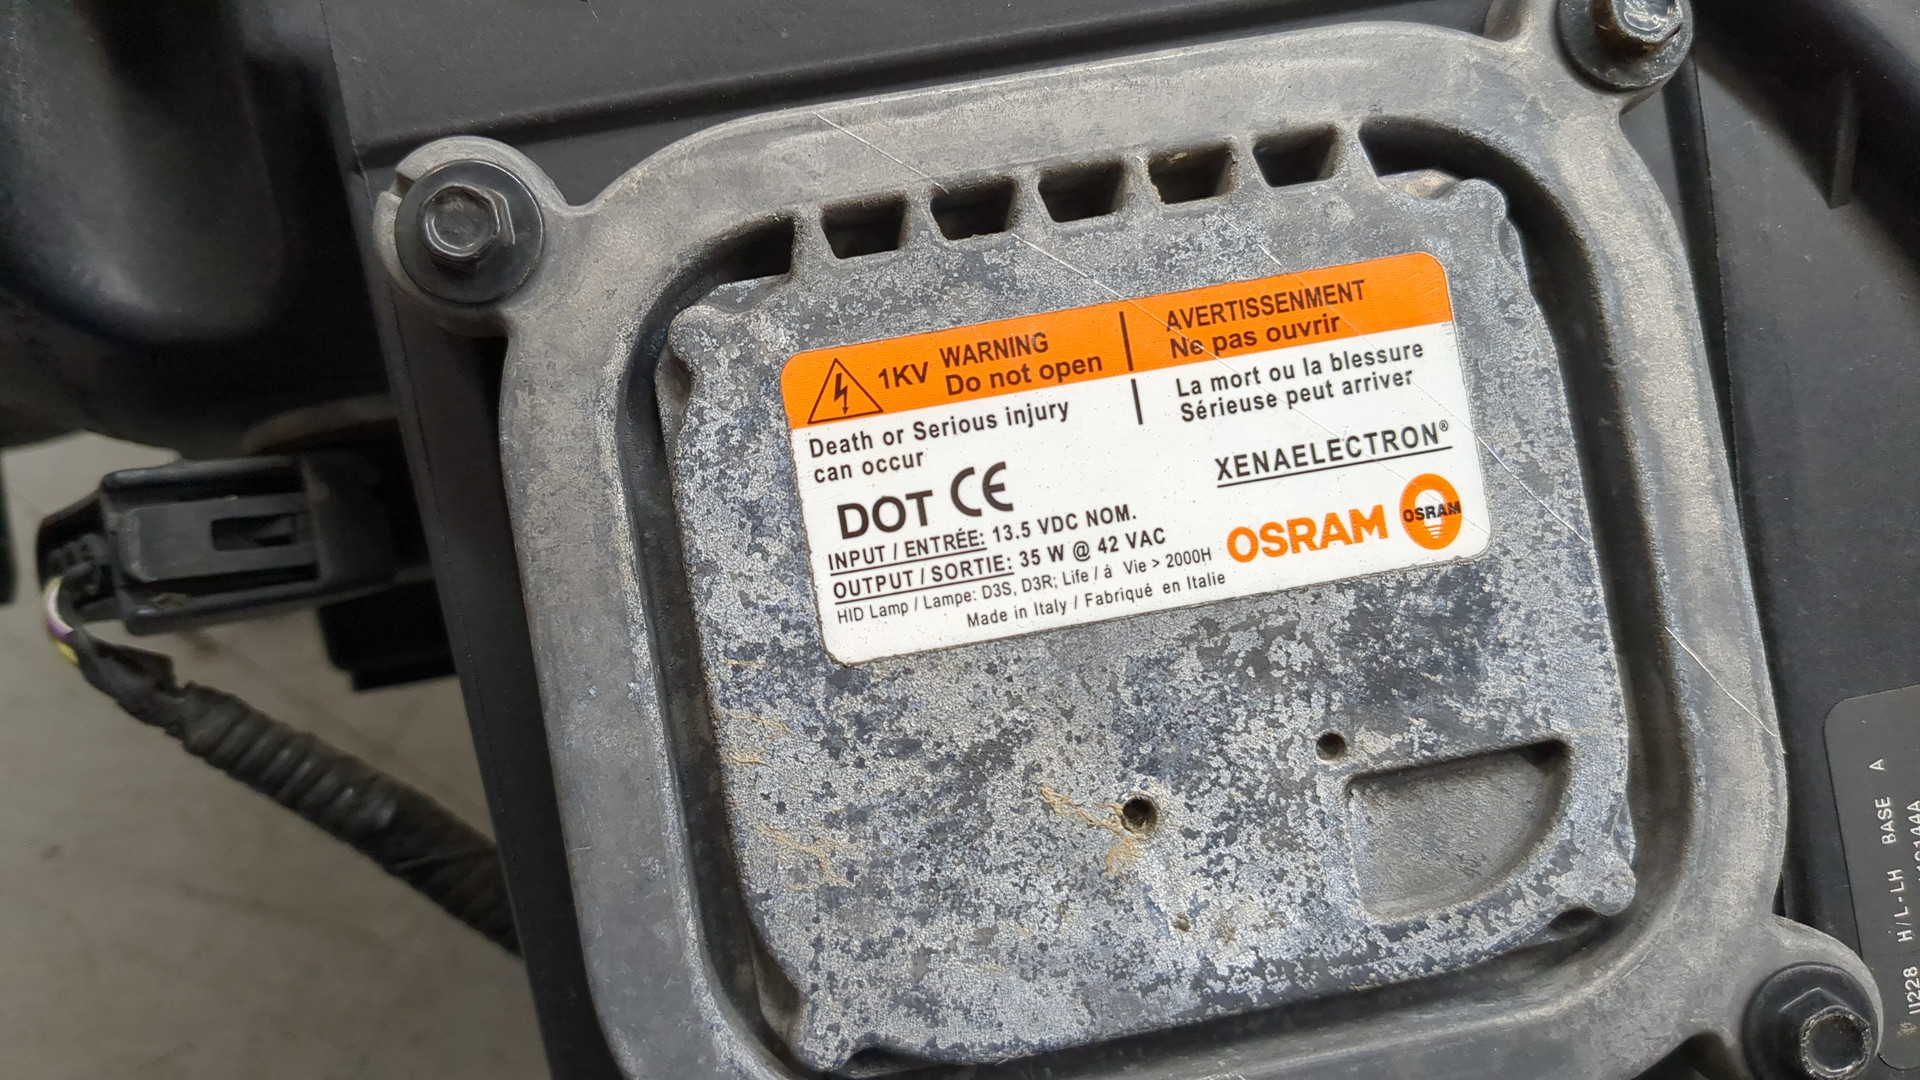 1KV WARNING
Do not open
AVERTISSENMENT
Ne pas ouvrir
Death or Serious injury
can occur
La mort ou la blessure
Sérieuse peut arriver
DOT CE
XENAELECTRON®
INPUT / ENTRÉE: 13.5 VDC NOM.
OUTPUT / SORTIE: 35 W @ 42 VAC
HID Lamp / Lampe: D3S, D3R; Life / á Vie > 2000H
Made in Italy / Fabriqué en Italie
OSRAM
OSRAM
U228 H/L-LH BASE A